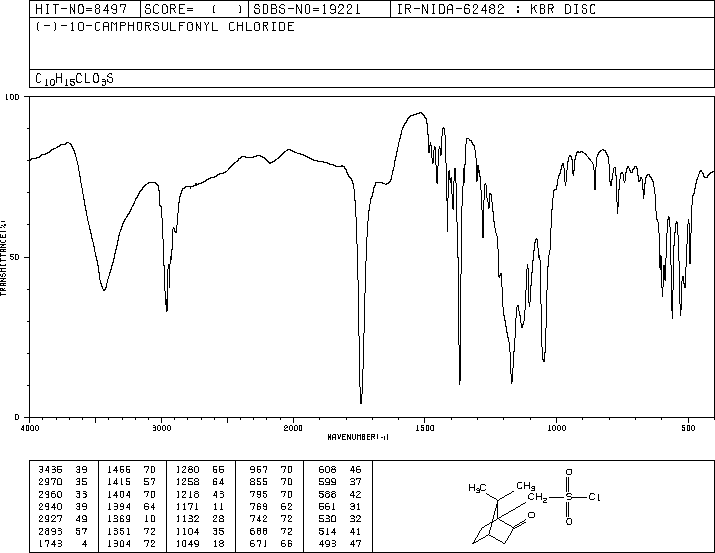 HIT-NO=8497 SCORE= ( ) SDBS-NO=19221 IR-NIDA-62482 : KBR DISC
(-)-10-CAMPHORSULFONYL CHLORIDE
C10H15CLO3S
100
50
0
TRANSMITTANCE(%)
4000 3000 2000 1500 1000 500
WAVENUMBER(-1)
3436 39 1466 70 1280 66 967 70 608 46
2970 35 1415 57 1258 64 855 70 599 37
2960 33 1404 70 1218 43 795 70 588 42
2940 39 1394 64 1171 11 769 62 561 31
2927 49 1369 10 1132 28 742 72 530 32
2893 57 1351 72 1104 35 688 72 514 41
1743 4 1304 72 1049 18 671 66 493 47
O
H3C CH3 CH2 S Cl
O
O